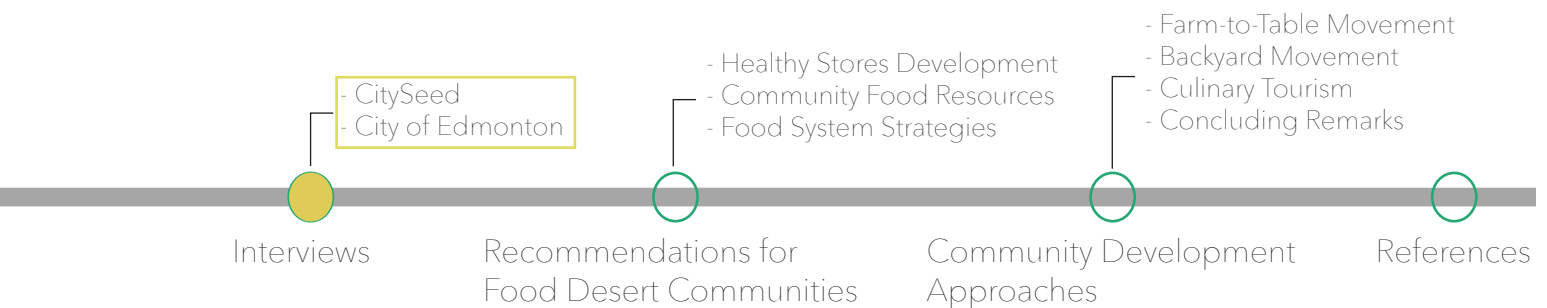 - CitySeed
- City of Edmonton
Interviews
- Healthy Stores Development
- Community Food Resources
- Food System Strategies
Recommendations for
Food Desert Communities
- Farm-to-Table Movement
- Backyard Movement
- Culinary Tourism
- Concluding Remarks
Community Development
Approaches
References